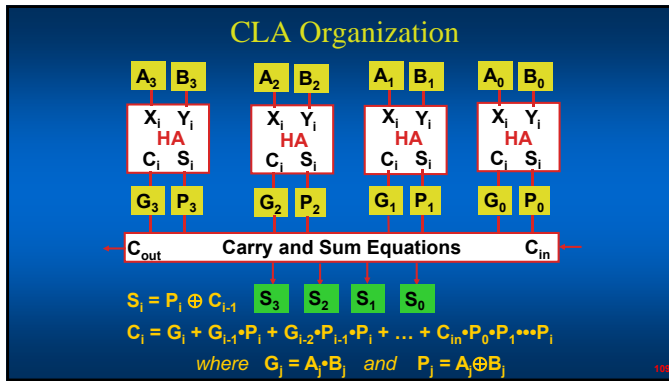 CLA Organization
A₃ B₃ A₂ B₂ A₁ B₁ A₀ B₀
Xᵢ Yᵢ Xᵢ Yᵢ Xᵢ Yᵢ Xᵢ Yᵢ
HA HA HA HA
Cᵢ Sᵢ Cᵢ Sᵢ Cᵢ Sᵢ Cᵢ Sᵢ
G₃ P₃ G₂ P₂ G₁ P₁ G₀ P₀
Cout Carry and Sum Equations Cin
Sᵢ = Pᵢ ⊕ Cᵢ₋₁ S₃ S₂ S₁ S₀
Cᵢ = Gᵢ + Gᵢ₋₁•Pᵢ + Gᵢ₋₂•Pᵢ₋₁•Pᵢ + … + Cin•P₀•P₁•••Pᵢ
where Gⱼ = Aⱼ•Bⱼ and Pⱼ = Aⱼ⊕Bⱼ